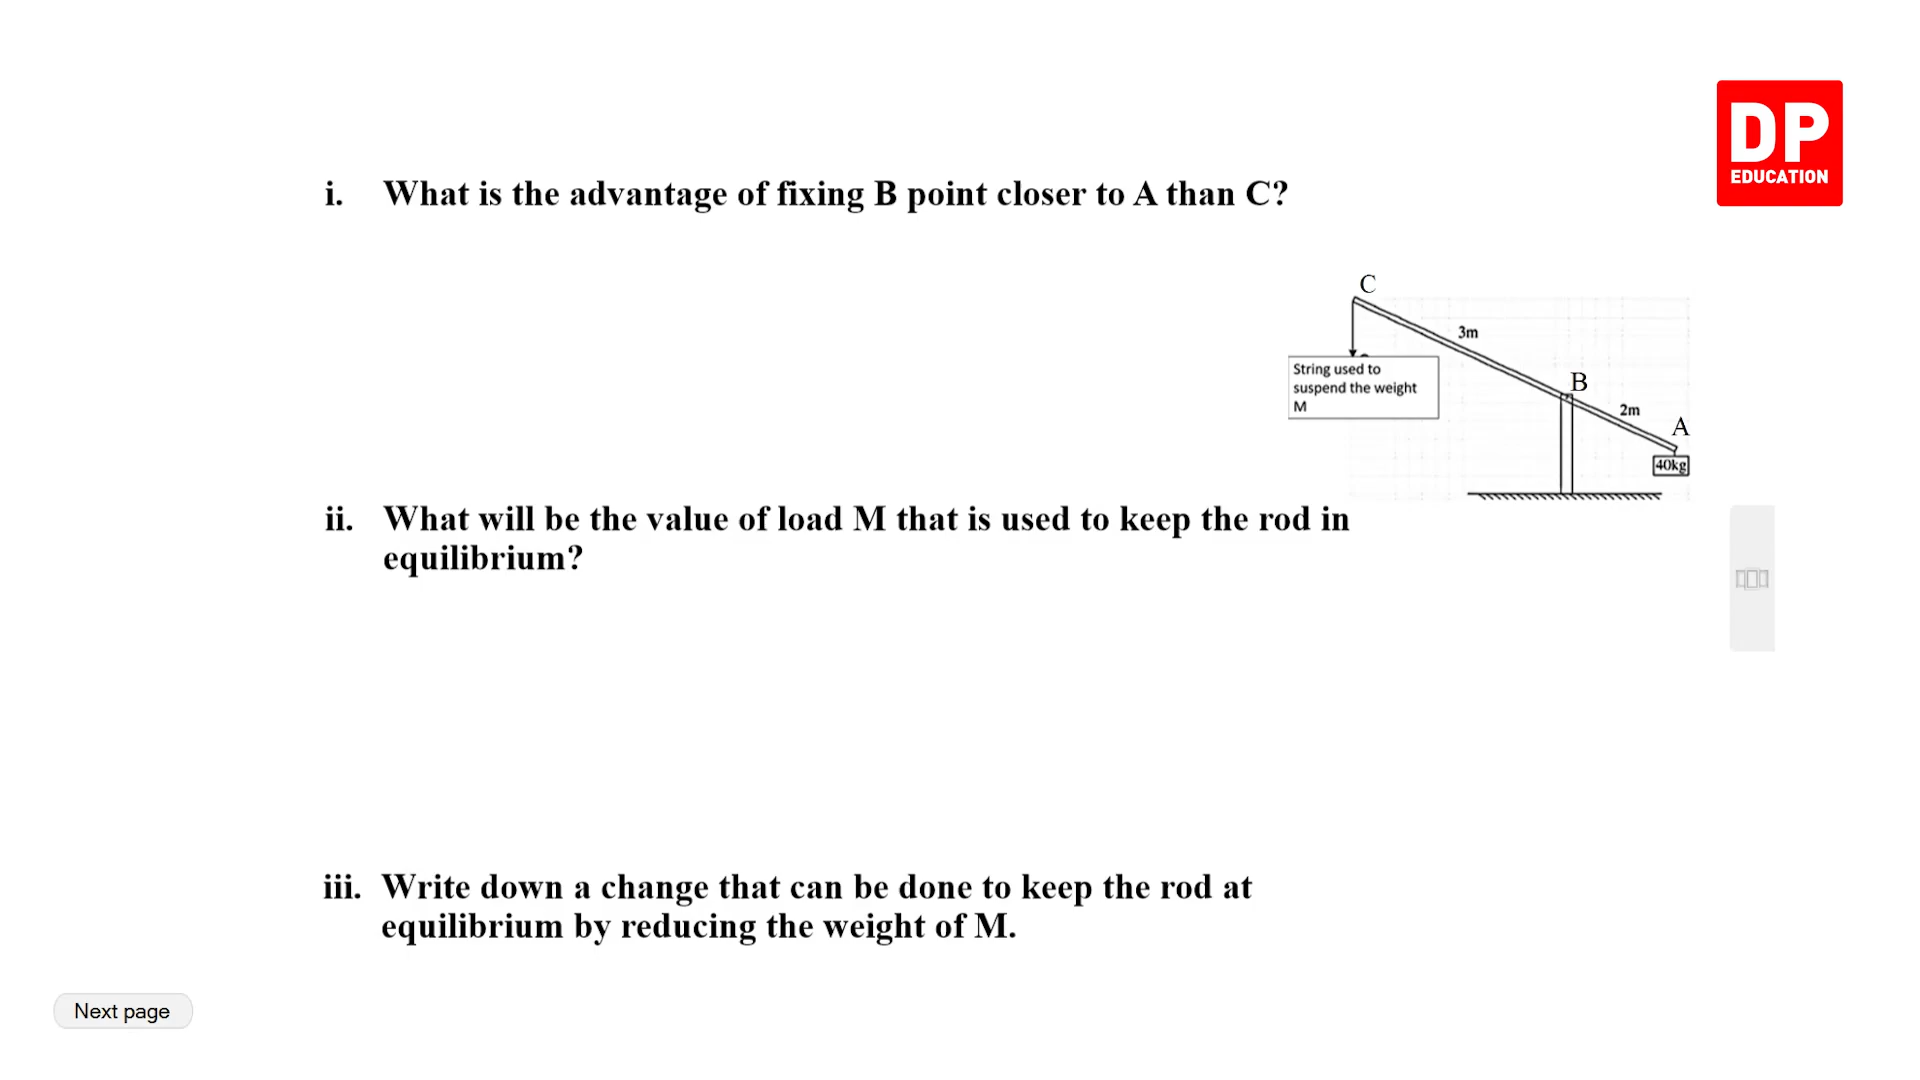 DP
EDUCATION
i. What is the advantage of fixing B point closer to A than C?
C
3m
String used to
suspend the weight
M
B
2m
A
40kg
ii. What will be the value of load M that is used to keep the rod in
equilibrium?
iii. Write down a change that can be done to keep the rod at
equilibrium by reducing the weight of M.
Next page